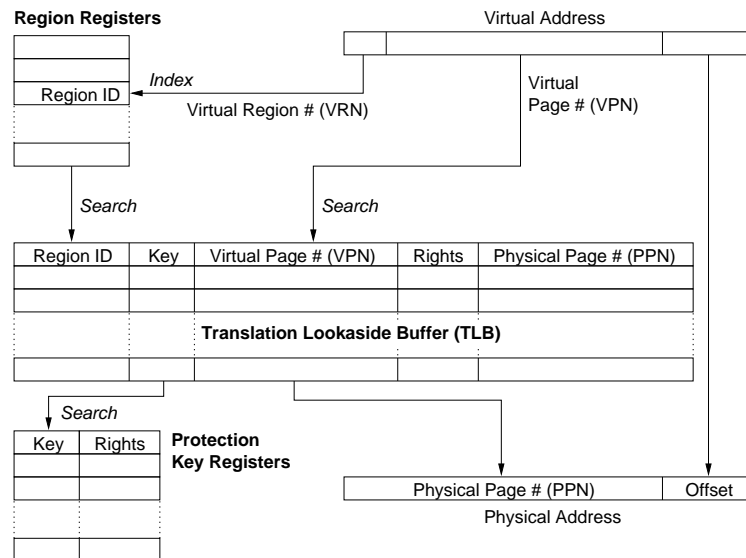 Region Registers
Virtual Address
Index
Region ID
Virtual Region # (VRN)
Virtual
Page # (VPN)
Search
Search
Region ID Key Virtual Page # (VPN) Rights Physical Page # (PPN)
Translation Lookaside Buffer (TLB)
Search
Key Rights
Protection
Key Registers
Physical Page # (PPN) Offset
Physical Address